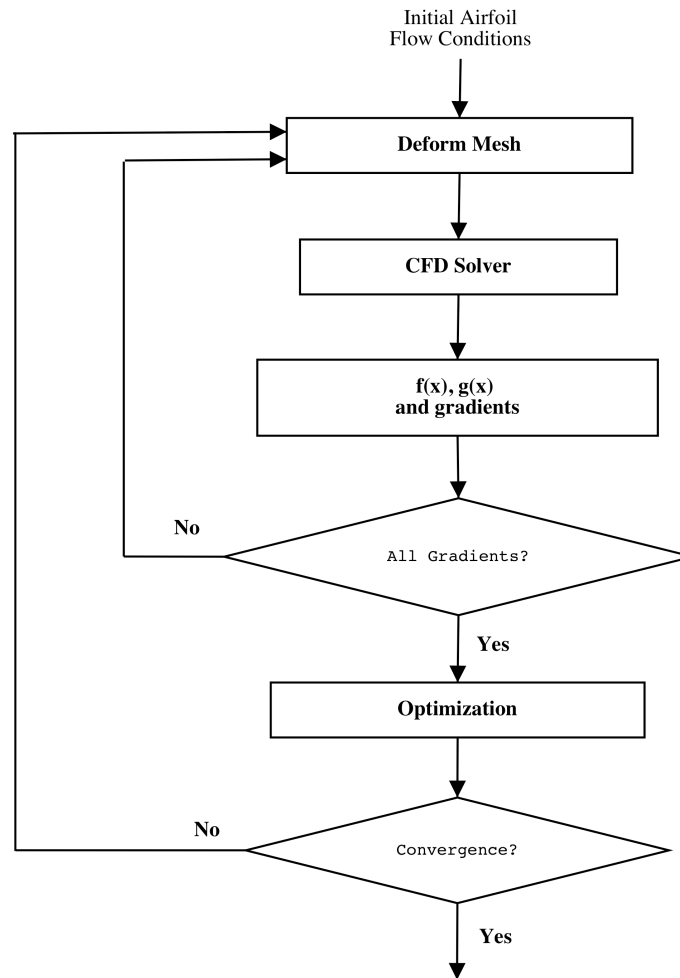 Initial Airfoil
Flow Conditions
Deform Mesh
CFD Solver
f(x), g(x)
and gradients
No
All Gradients?
Yes
Optimization
No
Convergence?
Yes